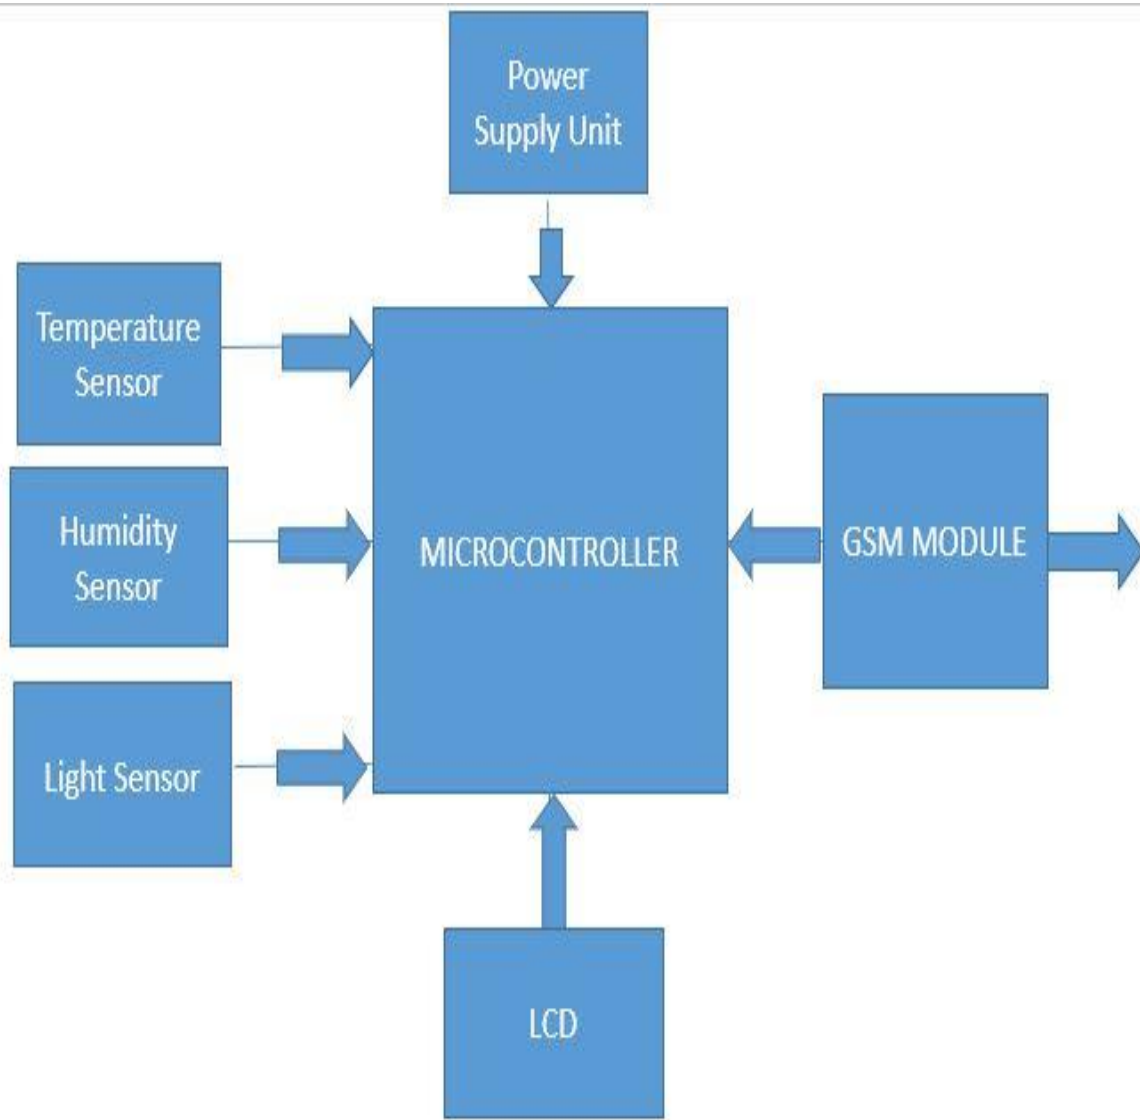 Power
Supply Unit
Temperature
Sensor
Humidity
Sensor
MICROCONTROLLER
GSM MODULE
Light Sensor
LCD